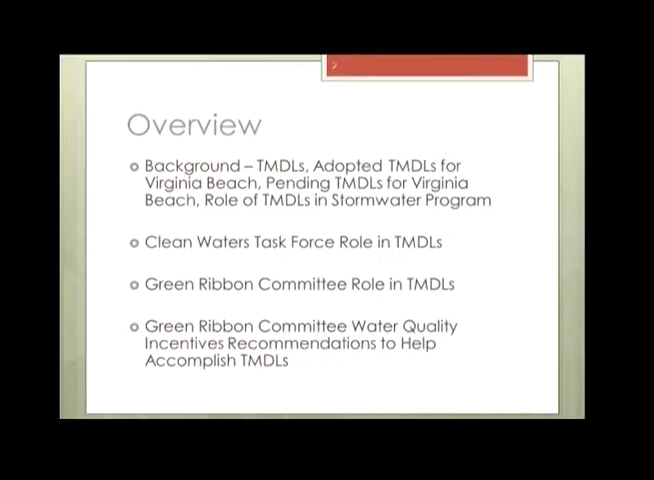 2
Overview
Background – TMDLs, Adopted TMDLs for
Virginia Beach, Pending TMDLs for Virginia
Beach, Role of TMDLs in Stormwater Program
Clean Waters Task Force Role in TMDLs
Green Ribbon Committee Role in TMDLs
Green Ribbon Committee Water Quality
Incentives Recommendations to Help
Accomplish TMDLs